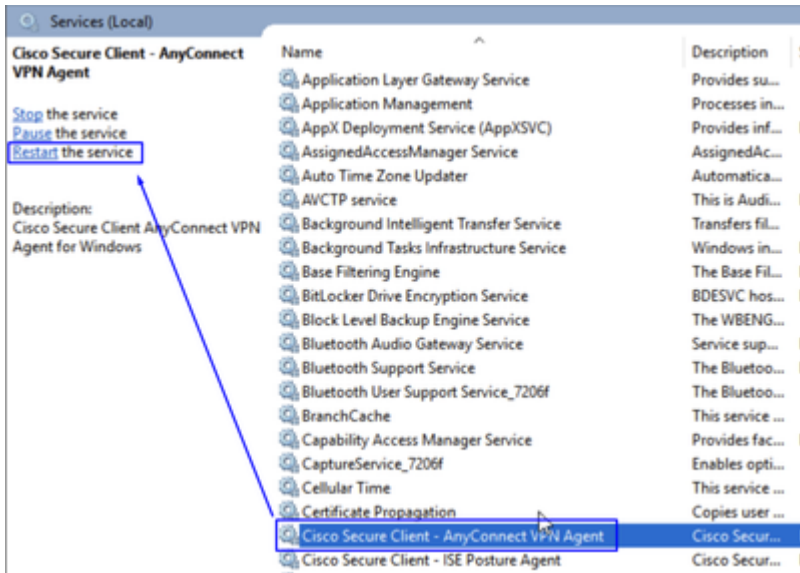 Services (Local)
Cisco Secure Client - AnyConnect
VPN Agent
Stop the service
Pause the service
Restart the service
Description:
Cisco Secure Client AnyConnect VPN
Agent for Windows
Name Description
Application Layer Gateway Service Provides su...
Application Management Processes in...
AppX Deployment Service (AppXSVC) Provides inf...
AssignedAccessManager Service AssignedAc...
Auto Time Zone Updater Automatica...
AVCTP service This is Audi...
Background Intelligent Transfer Service Transfers fil...
Background Tasks Infrastructure Service Windows in...
Base Filtering Engine The Base Fil...
BitLocker Drive Encryption Service BDESVC hos...
Block Level Backup Engine Service The WBENG...
Bluetooth Audio Gateway Service Service sup...
Bluetooth Support Service The Bluetoo...
Bluetooth User Support Service_7206f The Bluetoo...
BranchCache This service ...
Capability Access Manager Service Provides fac...
CaptureService_7206f Enables opti...
Cellular Time This service ...
Certificate Propagation Copies user ...
Cisco Secure Client - AnyConnect VPN Agent Cisco Secur...
Cisco Secure Client - ISE Posture Agent Cisco Secur...